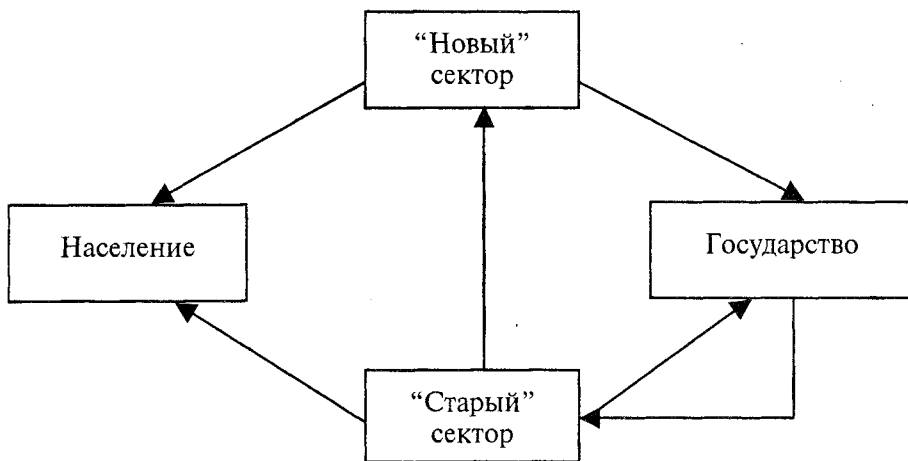 “Новый”
сектор
Население
Государство
“Старый”
сектор